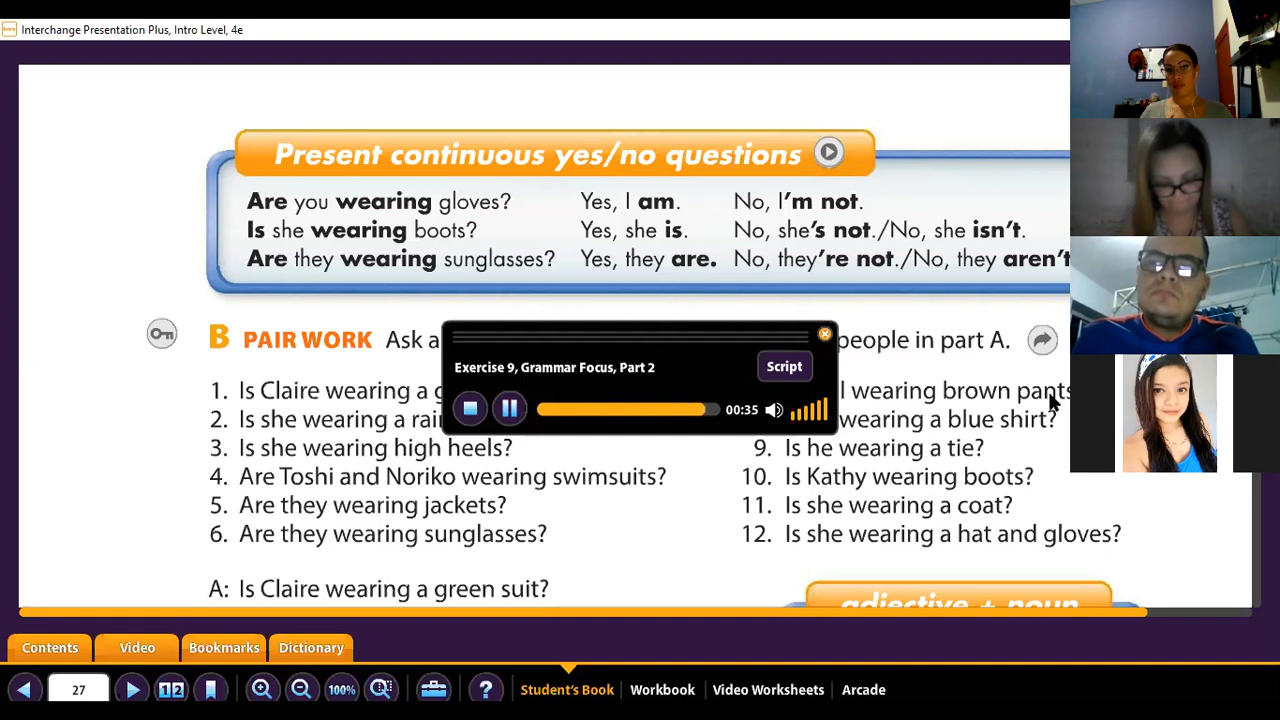 Interchange Presentation Plus, Intro Level, 4e
Present continuous yes/no questions
Are you wearing gloves? Yes, I am. No, I'm not.
Is she wearing boots? Yes, she is. No, she's not./No, she isn't.
Are they wearing sunglasses? Yes, they are. No, they're not./No, they aren't
B PAIR WORK Ask a people in part A.
Exercise 9, Grammar Focus, Part 2
Script
00:35
1. Is Claire wearing a
2. Is she wearing a
3. Is she wearing high heels?
4. Are Toshi and Noriko wearing swimsuits?
5. Are they wearing jackets?
6. Are they wearing sunglasses?
wearing brown pants
wearing a blue shirt?
9. Is he wearing a tie?
10. Is Kathy wearing boots?
11. Is she wearing a coat?
12. Is she wearing a hat and gloves?
A: Is Claire wearing a green suit?
adjective + noun
Contents Video Bookmarks Dictionary
27 1 2 100% ? Student's Book Workbook Video Worksheets Arcade